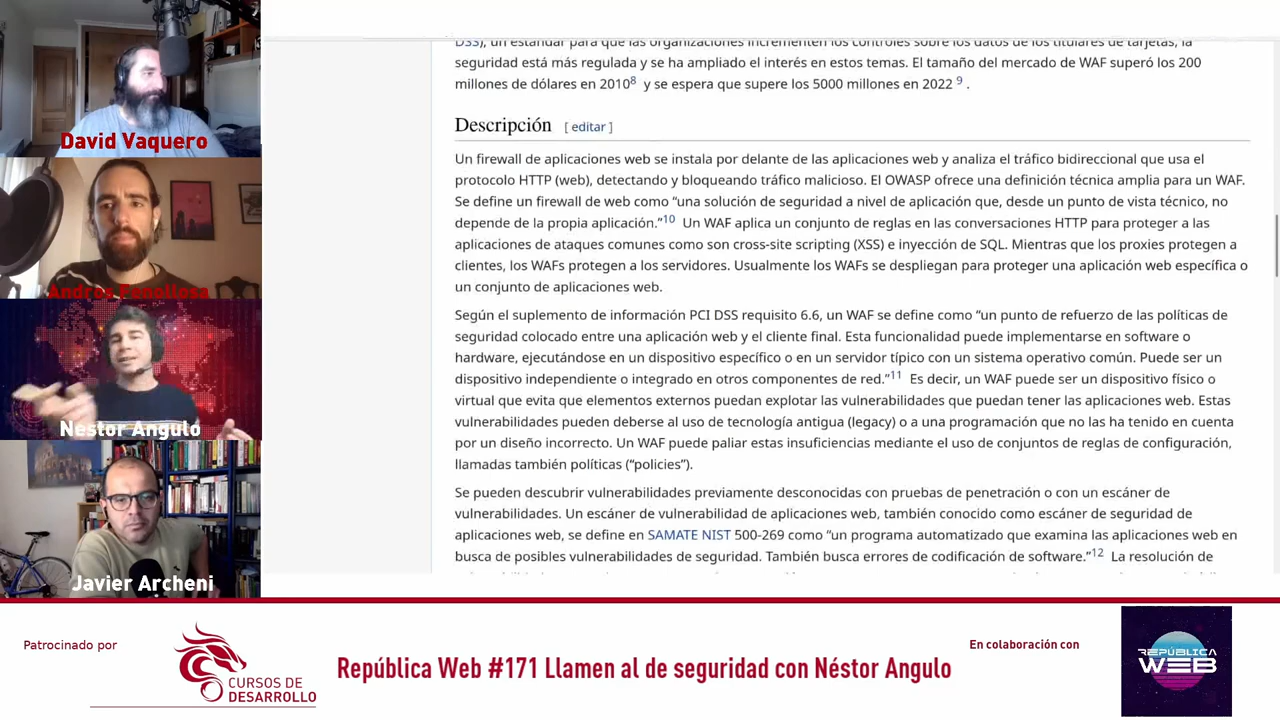 David Vaquero
Andros Fenollosa
Nestor Angulo
Javier Archeni
DSS), un estándar para que las organizaciones incrementen los controles sobre los datos de los titulares de tarjetas, la
seguridad está más regulada y se ha ampliado el interés en estos temas. El tamaño del mercado de WAF superó los 200
millones de dólares en 2010⁸ y se espera que supere los 5000 millones en 2022 ⁹ .
Descripción [ editar ]
Un firewall de aplicaciones web se instala por delante de las aplicaciones web y analiza el tráfico bidireccional que usa el
protocolo HTTP (web), detectando y bloqueando tráfico malicioso. El OWASP ofrece una definición técnica amplia para un WAF.
Se define un firewall de web como “una solución de seguridad a nivel de aplicación que, desde un punto de vista técnico, no
depende de la propia aplicación.”¹⁰ Un WAF aplica un conjunto de reglas en las conversaciones HTTP para proteger a las
aplicaciones de ataques comunes como son cross-site scripting (XSS) e inyección de SQL. Mientras que los proxies protegen a
clientes, los WAFs protegen a los servidores. Usualmente los WAFs se despliegan para proteger una aplicación web específica o
un conjunto de aplicaciones web.
Según el suplemento de información PCI DSS requisito 6.6, un WAF se define como “un punto de refuerzo de las políticas de
seguridad colocado entre una aplicación web y el cliente final. Esta funcionalidad puede implementarse en software o
hardware, ejecutándose en un dispositivo específico o en un servidor típico con un sistema operativo común. Puede ser un
dispositivo independiente o integrado en otros componentes de red.”¹¹ Es decir, un WAF puede ser un dispositivo físico o
virtual que evita que elementos externos puedan explotar las vulnerabilidades que puedan tener las aplicaciones web. Estas
vulnerabilidades pueden deberse al uso de tecnología antigua (legacy) o a una programación que no las ha tenido en cuenta
por un diseño incorrecto. Un WAF puede paliar estas insuficiencias mediante el uso de conjuntos de reglas de configuración,
llamadas también políticas (“policies”).
Se pueden descubrir vulnerabilidades previamente desconocidas con pruebas de penetración o con un escáner de
vulnerabilidades. Un escáner de vulnerabilidad de aplicaciones web, también conocido como escáner de seguridad de
aplicaciones web, se define en SAMATE NIST 500-269 como “un programa automatizado que examina las aplicaciones web en
busca de posibles vulnerabilidades de seguridad. También busca errores de codificación de software.”¹² La resolución de
Patrocinado por
CURSOS DE
DESARROLLO
República Web #171 Llamen al de seguridad con Néstor Angulo
En colaboración con
REPÚBLICA
WEB